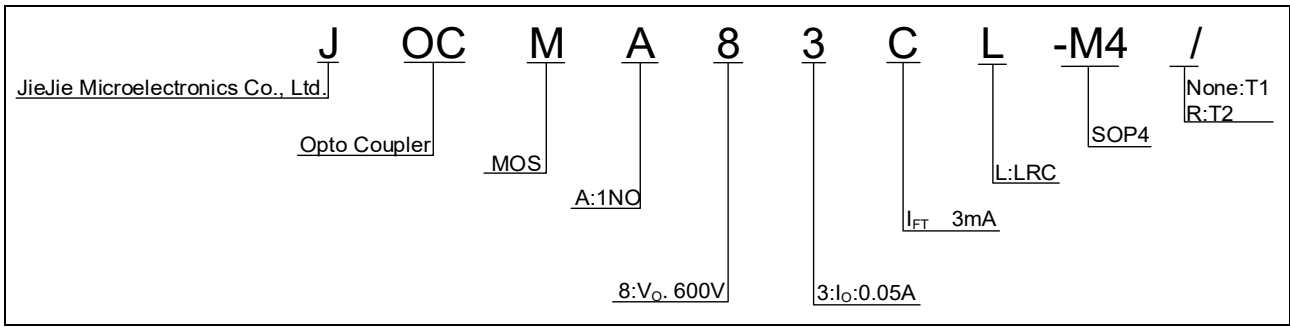 J OC M A 8 3 C L -M4 /
JieJie Microelectronics Co., Ltd.
None:T1
R:T2
Opto Coupler
SOP4
MOS
L:LRC
A:1NO
IFT 3mA
8:VO. 600V
3:IO:0.05A